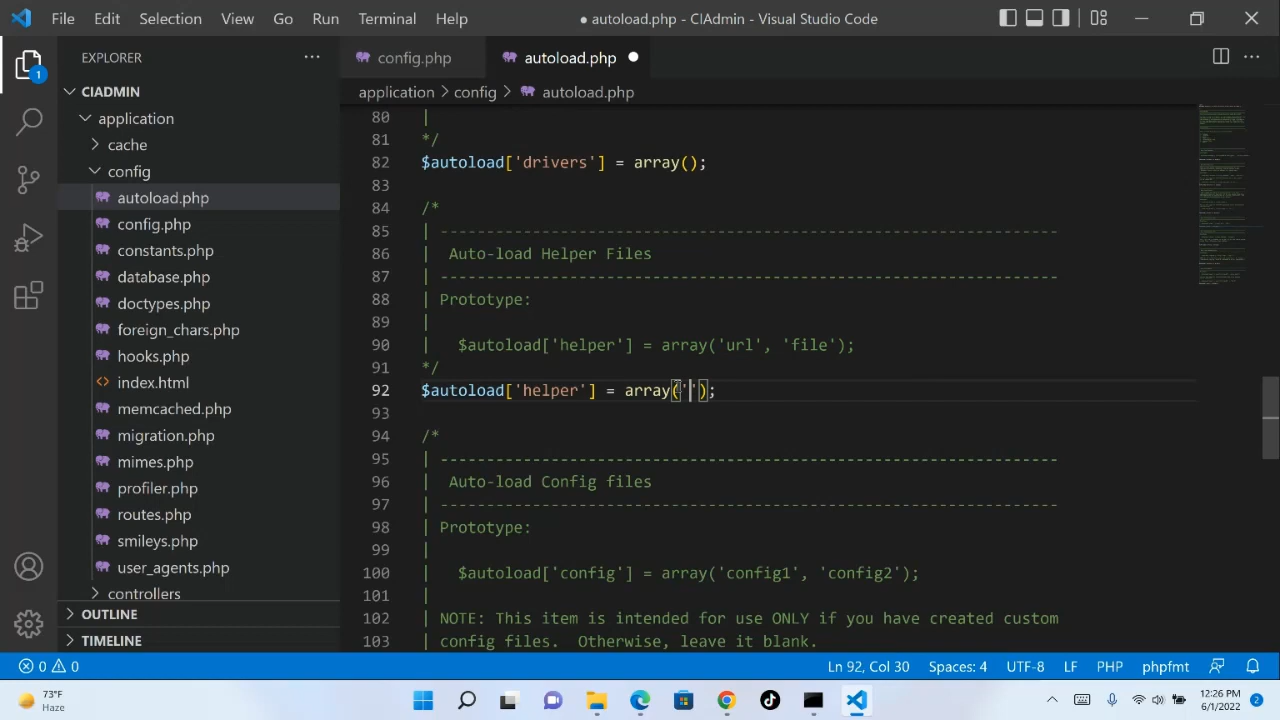 File Edit Selection View Go Run Terminal Help
● autoload.php - CIAdmin - Visual Studio Code
EXPLORER
1
CIADMIN
application
cache
config
autoload.php
config.php
constants.php
database.php
doctypes.php
foreign_chars.php
hooks.php
index.html
memcached.php
migration.php
mimes.php
profiler.php
routes.php
smileys.php
user_agents.php
controllers
OUTLINE
TIMELINE
config.php
autoload.php
application > config > autoload.php
80 |
81 */
82 $autoload['drivers'] = array();
83
84 /*
85 | -------------------------------------------------------------------
86 | Auto-load Helper Files
87 | -------------------------------------------------------------------
88 | Prototype:
89 |
90 | $autoload['helper'] = array('url', 'file');
91 */
92 $autoload['helper'] = array('');
93
94 /*
95 | -------------------------------------------------------------------
96 | Auto-load Config files
97 | -------------------------------------------------------------------
98 | Prototype:
99 |
100 | $autoload['config'] = array('config1', 'config2');
101 |
102 | NOTE: This item is intended for use ONLY if you have created custom
103 | config files. Otherwise, leave it blank.
0 0
Ln 92, Col 30 Spaces: 4 UTF-8 LF PHP phpfmt
73°F
Haze
12:26 PM
6/1/2022
2